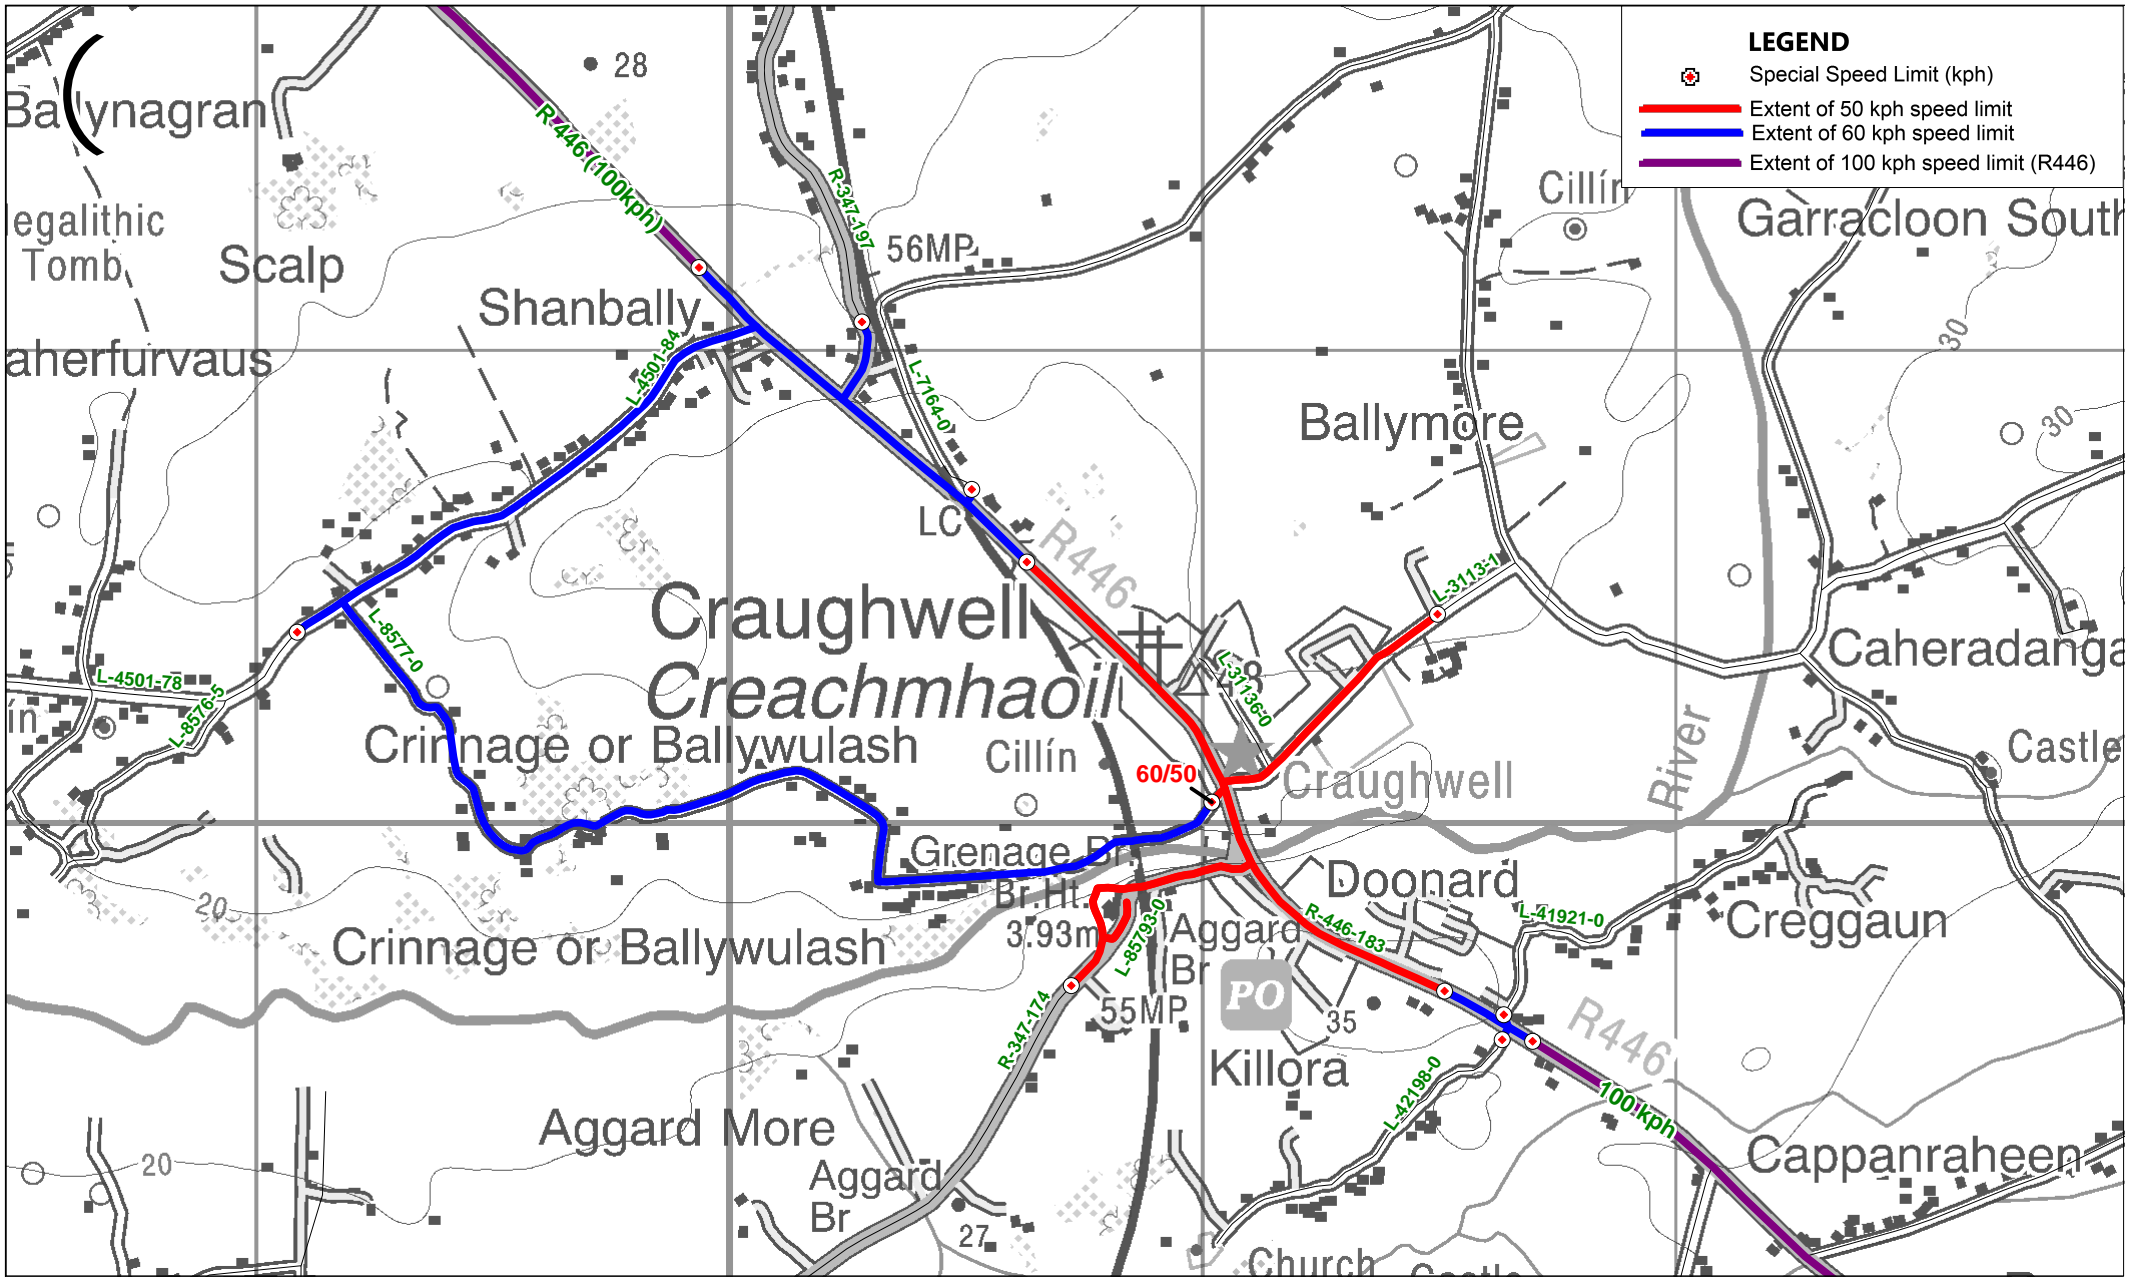 LEGEND
Special Speed Limit (kph)
Extent of 50 kph speed limit
Extent of 60 kph speed limit
Extent of 100 kph speed limit (R446)
28
Ballynagran
R-446 (100kph)
R-347-197
Cillín
Garracloon South
egalithic
Tomb
Scalp
56MP
Shanbally
30
aherfurvaus
L-4501-84
L-7164-0
Ballymore
30
LC
R446
L-3113-1
Craughwell
Creachmhaoil
L-8577-0
L-31136-0
Caheradanga
L-4501-78
L-8576-5
ín
Crinnage or Ballywulash
Cillín
60/50
Craughwell
River
Castle
Grenage Br.
Br.Ht.
3.93m
Doonard
20
Crinnage or Ballywulash
L-85793-0
Aggard
Br
R-446-183
L-41921-0
Creggaun
PO
35
55MP
R-347-174
R446
Killora
L-42198-0
100 kph
Aggard More
20
Aggard
Br
27
Cappanraheen
Church